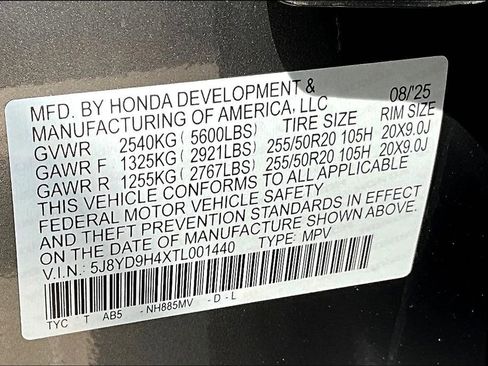 MFD. BY HONDA DEVELOPMENT & 08/'25
MANUFACTURING OF AMERICA, LLC
GVWR 2540KG ( 5600LBS) TIRE SIZE RIM SIZE
GAWR F 1325KG ( 2921LBS) 255/50R20 105H 20X9.0J
GAWR R 1255KG ( 2767LBS) 255/50R20 105H 20X9.0J
THIS VEHICLE CONFORMS TO ALL APPLICABLE
FEDERAL MOTOR VEHICLE SAFETY
AND THEFT PREVENTION STANDARDS IN EFFECT
ON THE DATE OF MANUFACTURE SHOWN ABOVE.
V.I.N.: 5J8YD9H4XTL001440 TYPE: MPV
TYC T AB5 - NH885MV - D - L